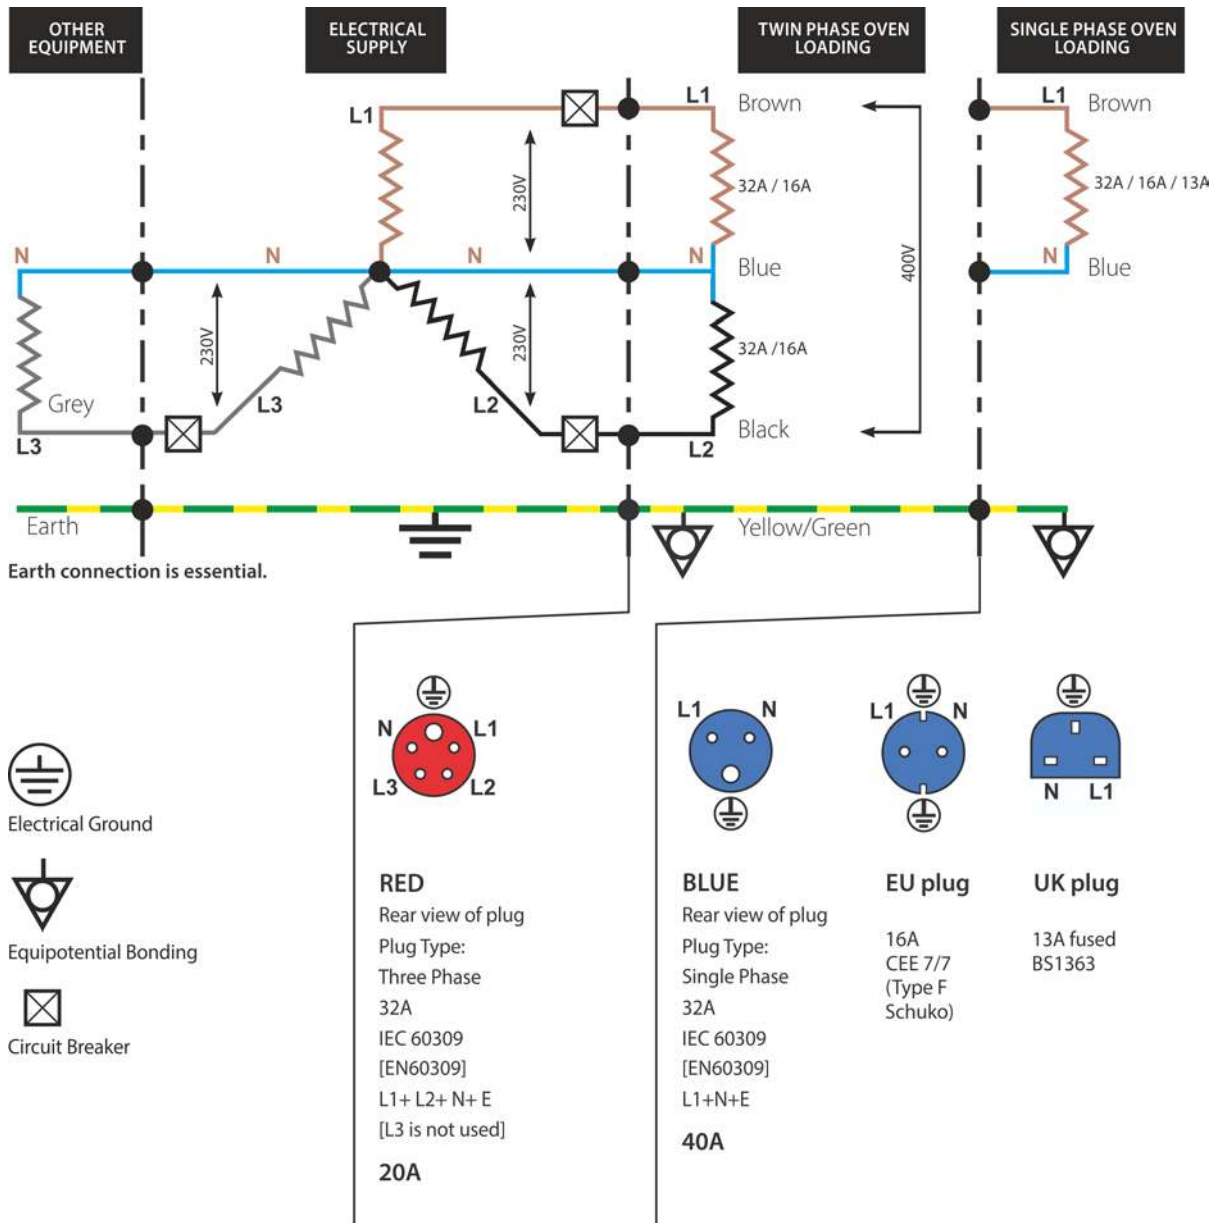 OTHER
EQUIPMENT
ELECTRICAL
SUPPLY
TWIN PHASE OVEN
LOADING
SINGLE PHASE OVEN
LOADING
L1
L1
Brown
L1
Brown
230V
32A / 16A
32A / 16A / 13A
N
N
N
N
Blue
400V
N
Blue
230V
230V
32A /16A
Grey
L3
L3
L2
L2
Black
Earth
Yellow/Green
Earth connection is essential.
N
L1
L3
L2
L1
N
L1
N
N
L1
Electrical Ground
Equipotential Bonding
Circuit Breaker
RED
Rear view of plug
Plug Type:
Three Phase
32A
IEC 60309
[EN60309]
L1+ L2+ N+ E
[L3 is not used]
20A
BLUE
Rear view of plug
Plug Type:
Single Phase
32A
IEC 60309
[EN60309]
L1+N+E
40A
EU plug
16A
CEE 7/7
(Type F
Schuko)
UK plug
13A fused
BS1363